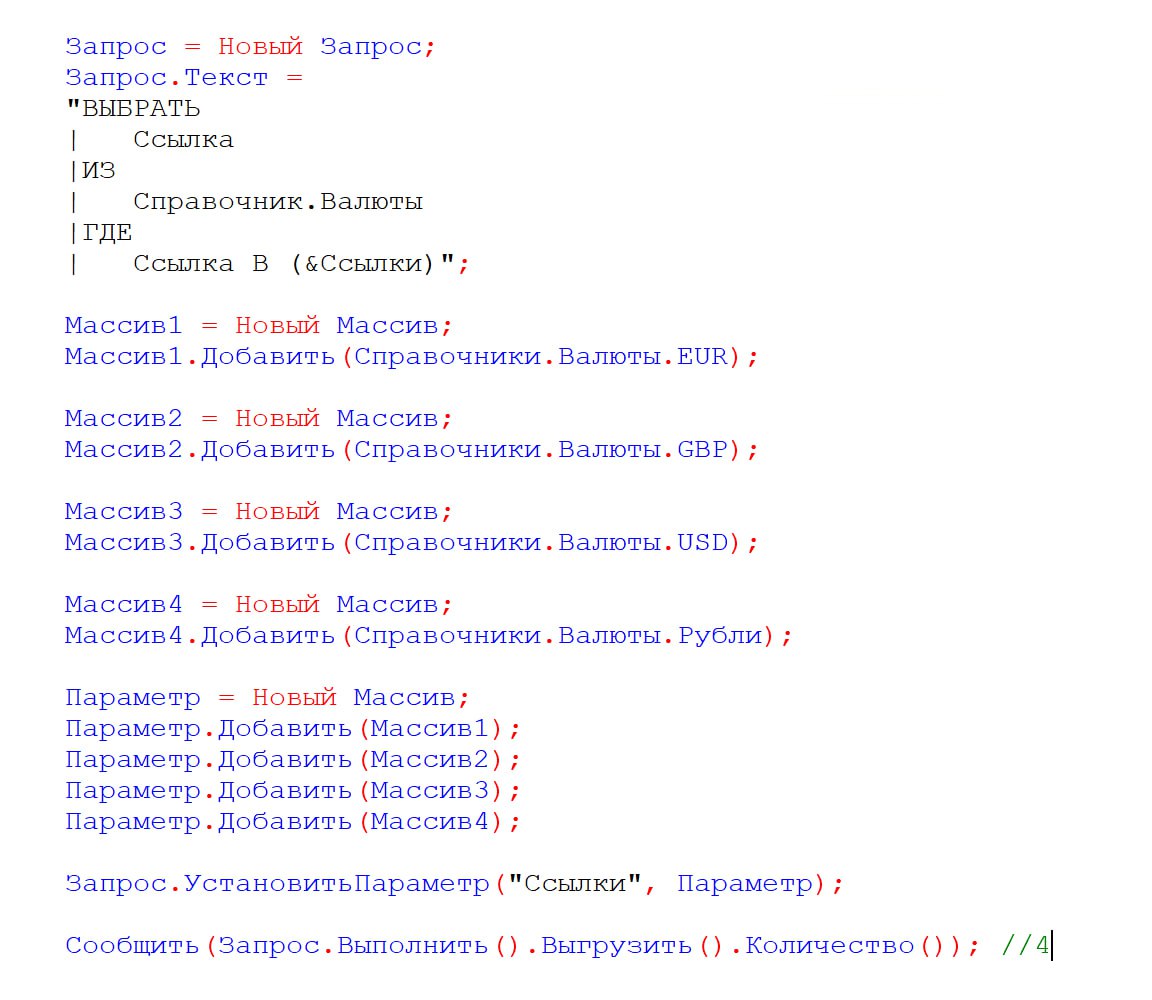 Запрос = Новый Запрос;
Запрос.Текст =
"ВЫБРАТЬ
|   Ссылка
|ИЗ
|   Справочник.Валюты
|ГДЕ
|   Ссылка В (&Ссылки)";

Массив1 = Новый Массив;
Массив1.Добавить(Справочники.Валюты.EUR);

Массив2 = Новый Массив;
Массив2.Добавить(Справочники.Валюты.GBP);

Массив3 = Новый Массив;
Массив3.Добавить(Справочники.Валюты.USD);

Массив4 = Новый Массив;
Массив4.Добавить(Справочники.Валюты.Рубли);

Параметр = Новый Массив;
Параметр.Добавить(Массив1);
Параметр.Добавить(Массив2);
Параметр.Добавить(Массив3);
Параметр.Добавить(Массив4);

Запрос.УстановитьПараметр("Ссылки", Параметр);

Сообщить(Запрос.Выполнить().Выгрузить().Количество()); //4